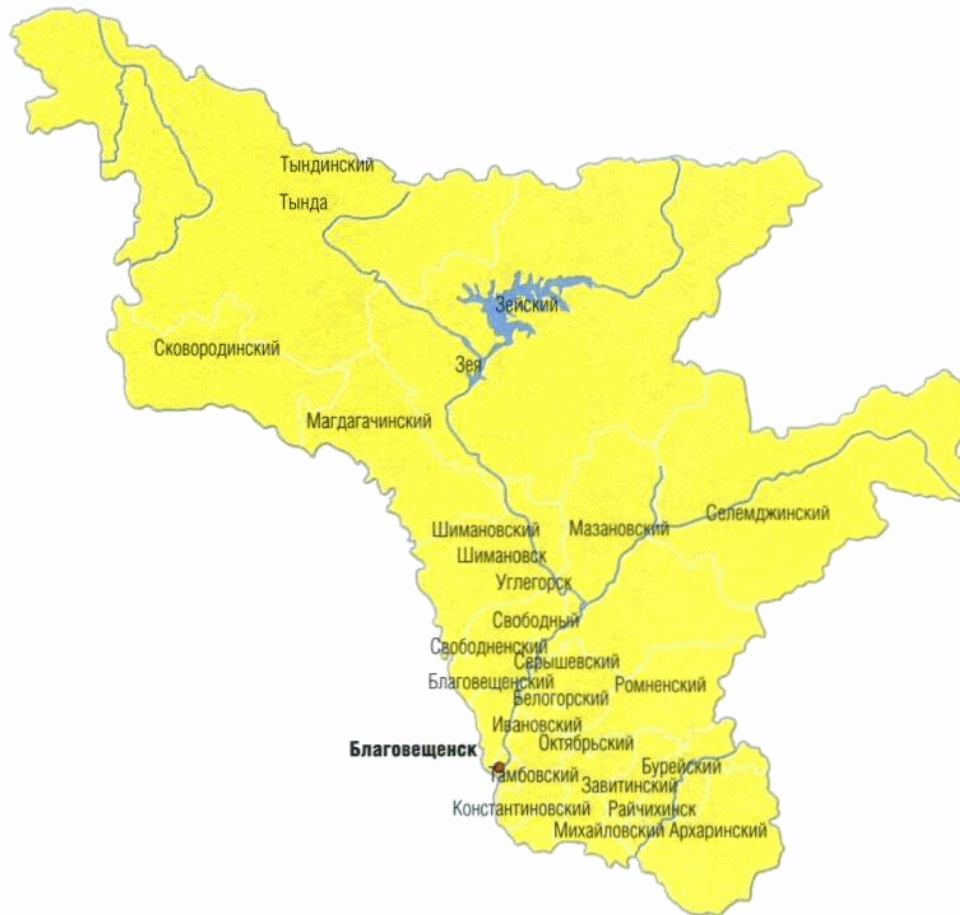 Тындинский
Тында
Зейский
Сковородинский
Зея
Магдагачинский
Селемджинский
Шимановский
Мазановский
Шимановск
Углегорск
Свободный
Свободненский
Серышевский
Благовещенский
Ромненский
Белогорский
Ивановский
Октябрьский
Благовещенск
Бурейский
Тамбовский
Завитинский
Константиновский
Райчихинск
Михайловский
Архаринский